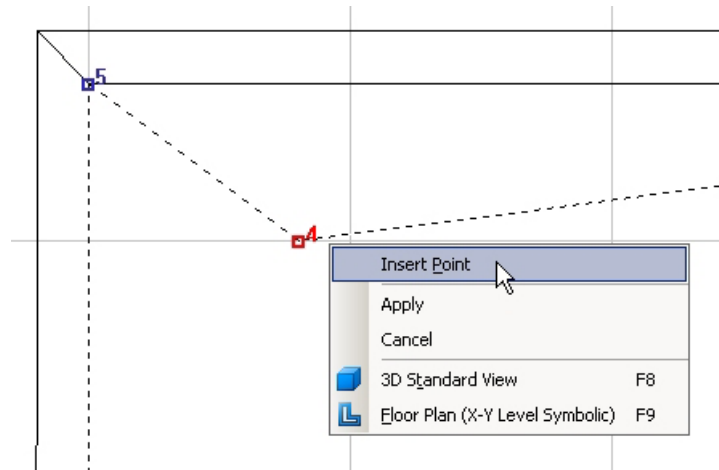 5
4
Insert Point
Apply
Cancel
3D Standard View F8
Floor Plan (X-Y Level Symbolic) F9